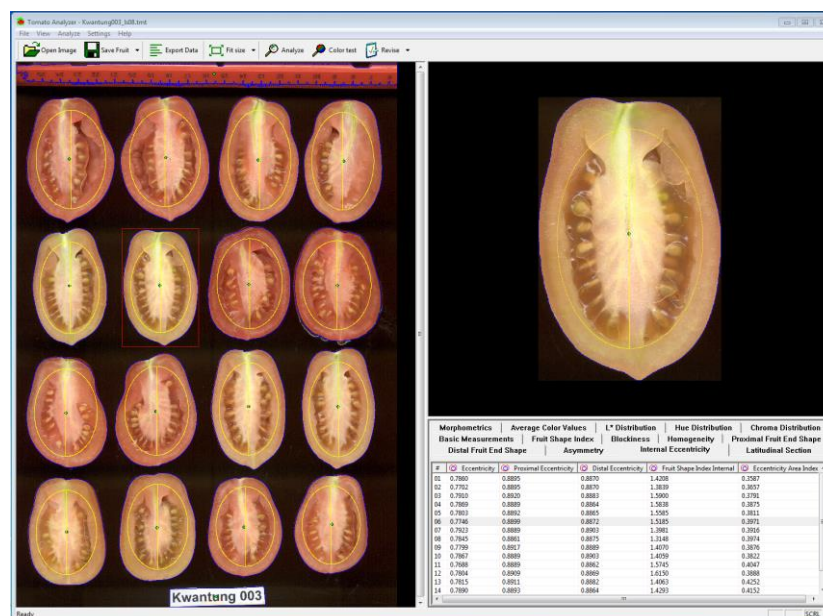 Tomato Analyzer - Kwantung003_ls08.tmt
File View Analyze Settings Help
Open Image Save Fruit Export Data Fit size Analyze Color test Revise
Kwantung 003
Morphometrics Average Color Values L* Distribution Hue Distribution Chroma Distribution
Basic Measurements Fruit Shape Index Blockiness Homogeneity Proximal Fruit End Shape
Distal Fruit End Shape Asymmetry Internal Eccentricity Latitudinal Section
# Eccentricity Proximal Eccentricity Distal Eccentricity Fruit Shape Index Internal Eccentricity Area Index
01 0.7860 0.8895 0.8870 1.4208 0.3587
02 0.7702 0.8895 0.8870 1.3839 0.3657
03 0.7910 0.8920 0.8883 1.5900 0.3791
04 0.7869 0.8889 0.8864 1.5838 0.3875
05 0.7803 0.8892 0.8865 1.5585 0.3811
06 0.7746 0.8899 0.8872 1.5185 0.3971
07 0.7923 0.8889 0.8903 1.3981 0.3916
08 0.7845 0.8861 0.8875 1.3148 0.3974
09 0.7799 0.8917 0.8889 1.4070 0.3876
10 0.7867 0.8889 0.8903 1.4059 0.3822
11 0.7688 0.8889 0.8862 1.5745 0.4047
12 0.7804 0.8909 0.8869 1.6150 0.3888
13 0.7815 0.8911 0.8882 1.4063 0.4252
14 0.7890 0.8893 0.8864 1.4293 0.4152
Ready
SCRL